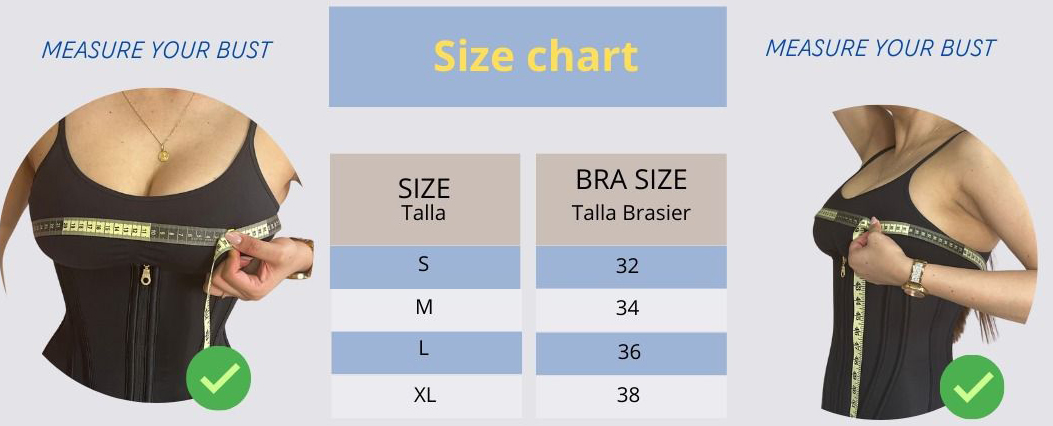 MEASURE YOUR BUST
Size chart
MEASURE YOUR BUST
SIZE
Talla
BRA SIZE
Talla Brasier
S 32
M 34
L 36
XL 38